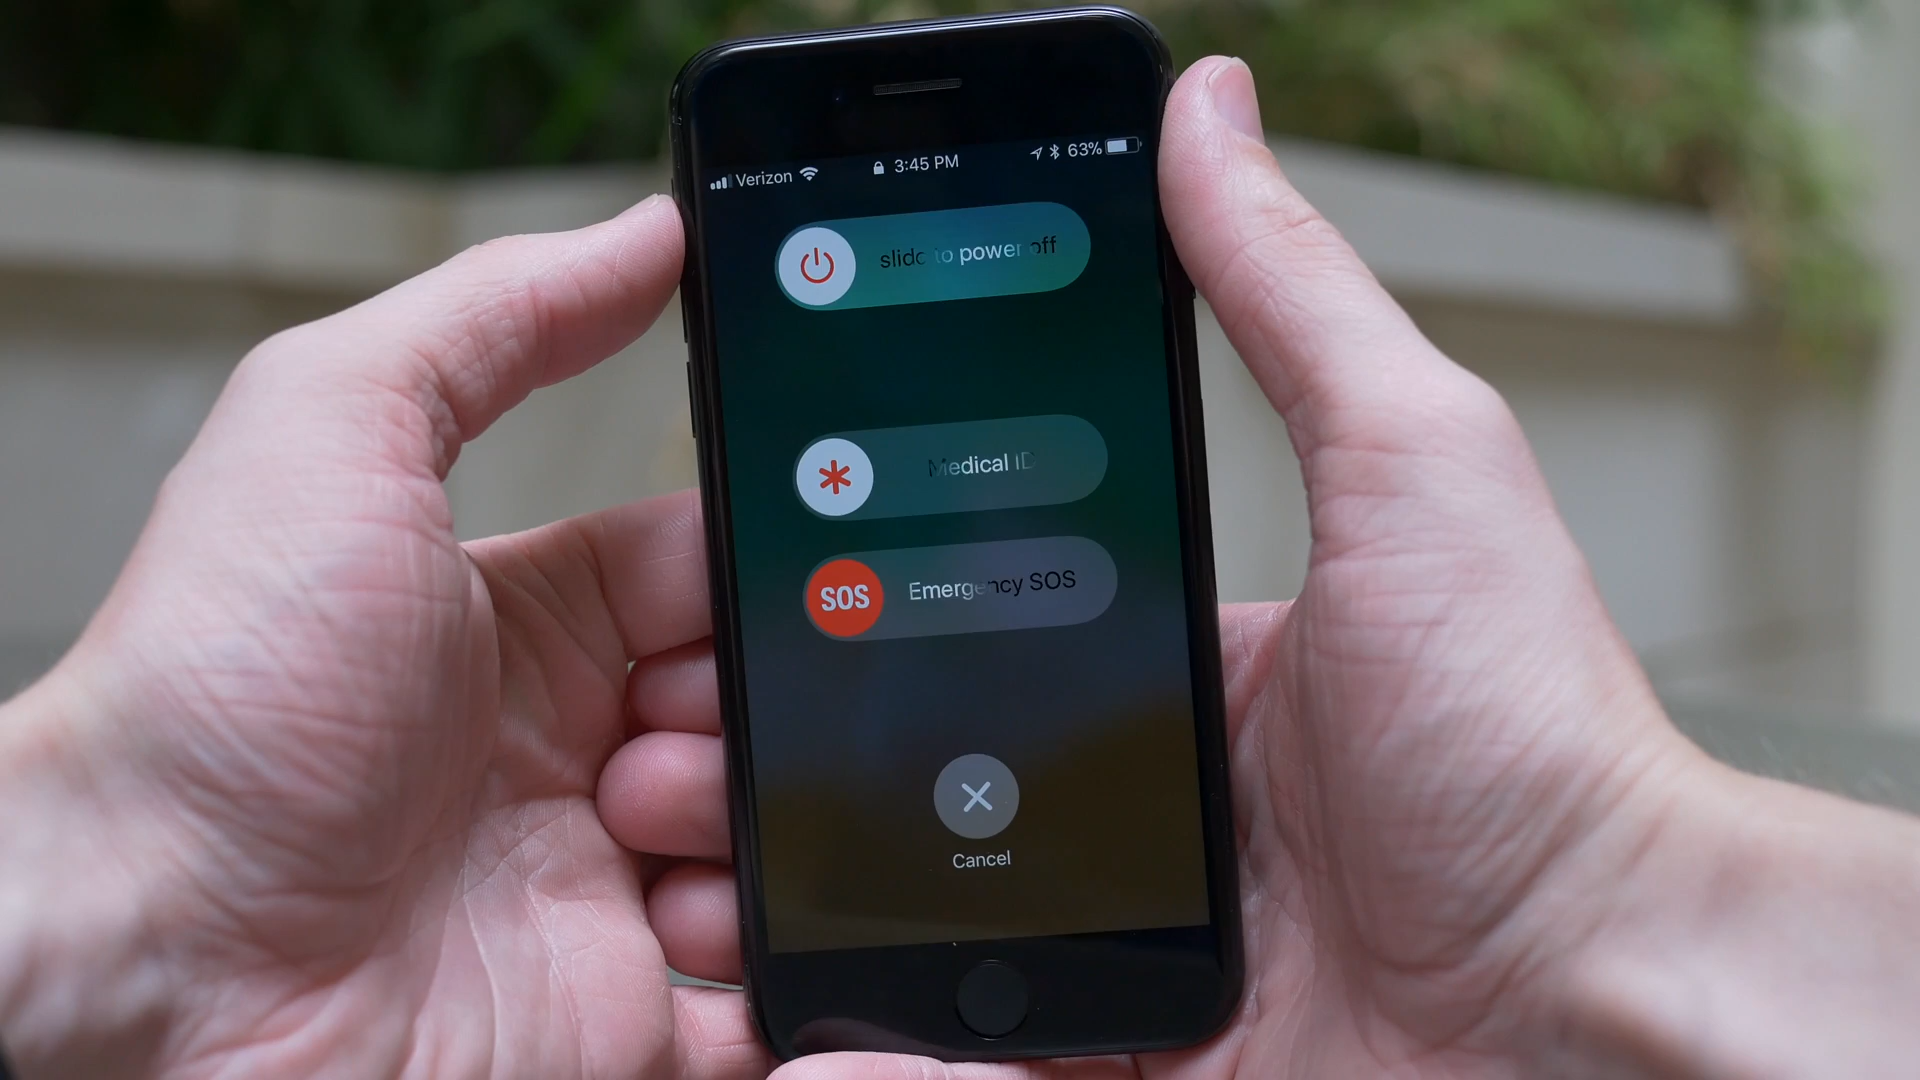 Verizon 3:45 PM 63%
slide to power off
Medical ID
SOS Emergency SOS
Cancel